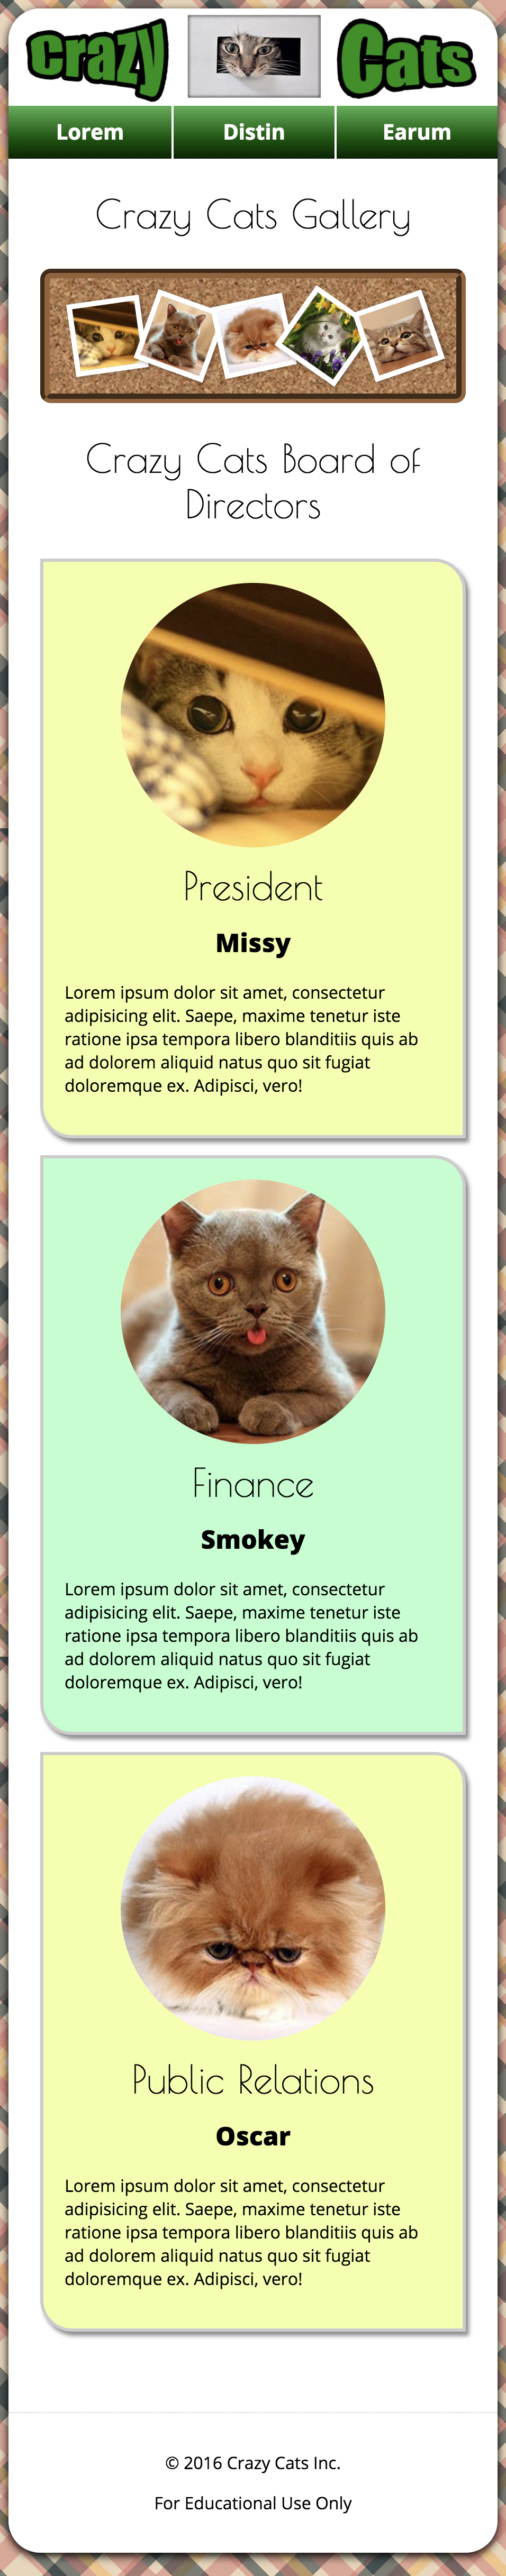 Crazy Cats
Lorem Distin Earum
Crazy Cats Gallery
Crazy Cats Board of
Directors
President
Missy
Lorem ipsum dolor sit amet, consectetur
adipisicing elit. Saepe, maxime tenetur iste
ratione ipsa tempora libero blanditiis quis ab
ad dolorem aliquid natus quo sit fugiat
doloremque ex. Adipisci, vero!
Finance
Smokey
Lorem ipsum dolor sit amet, consectetur
adipisicing elit. Saepe, maxime tenetur iste
ratione ipsa tempora libero blanditiis quis ab
ad dolorem aliquid natus quo sit fugiat
doloremque ex. Adipisci, vero!
Public Relations
Oscar
Lorem ipsum dolor sit amet, consectetur
adipisicing elit. Saepe, maxime tenetur iste
ratione ipsa tempora libero blanditiis quis ab
ad dolorem aliquid natus quo sit fugiat
doloremque ex. Adipisci, vero!
© 2016 Crazy Cats Inc.
For Educational Use Only